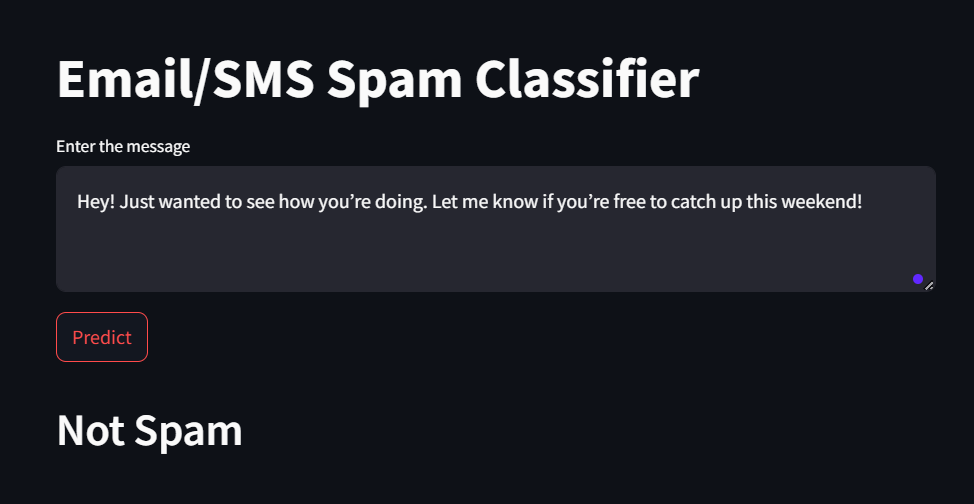 Email/SMS Spam Classifier
Enter the message
Hey! Just wanted to see how you’re doing. Let me know if you’re free to catch up this weekend!
Predict
Not Spam